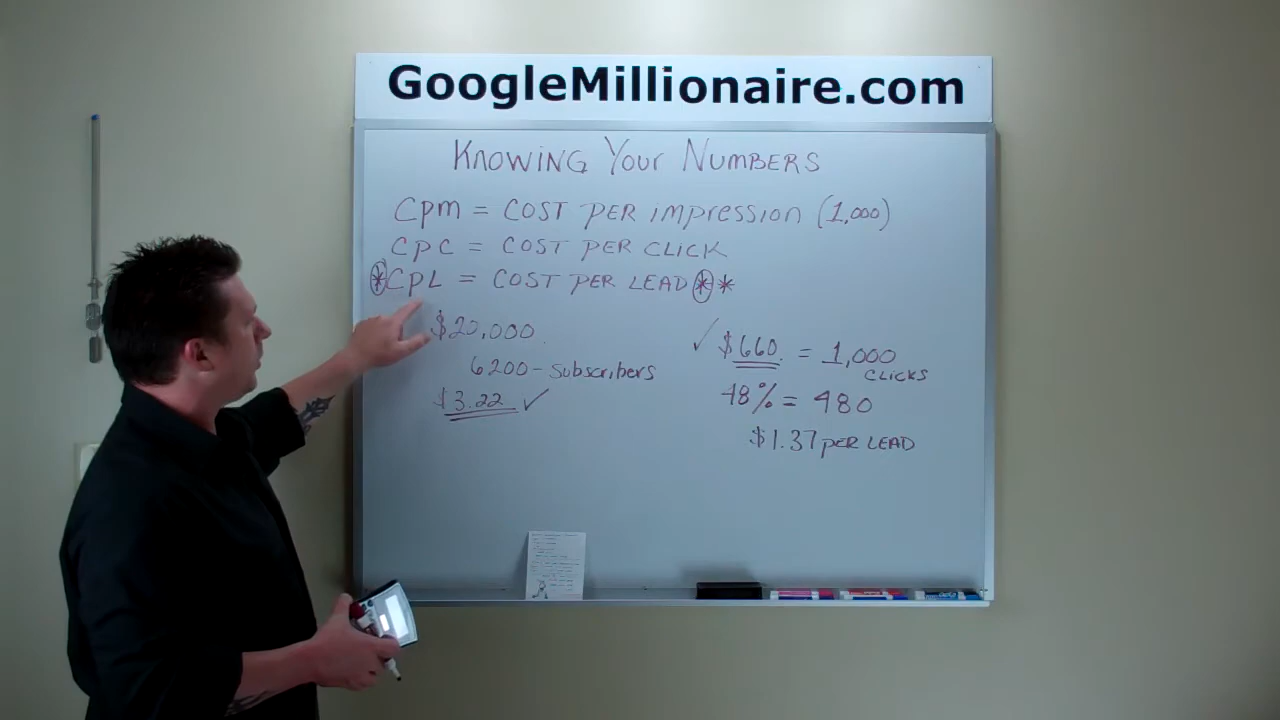 GoogleMillionaire.com
KNOWING YOUR NUMBERS
CPM = COST PER IMPRESSION (1,000)
CPC = COST PER CLICK
*CPL = COST PER LEAD**
$20,000
6200 - SUBSCRIBERS
$3.22 ✓
✓ $660. = 1,000
CLICKS
48% = 480
$1.37 PER LEAD